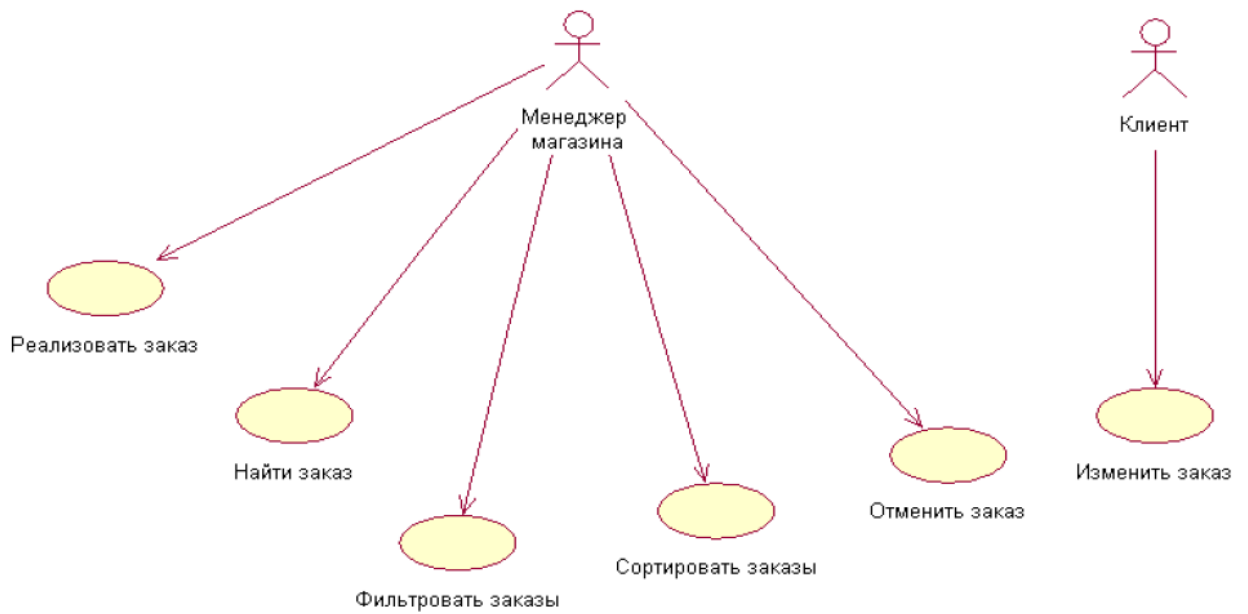 Менеджер
магазина
Клиент
Реализовать заказ
Найти заказ
Фильтровать заказы
Сортировать заказы
Отменить заказ
Изменить заказ